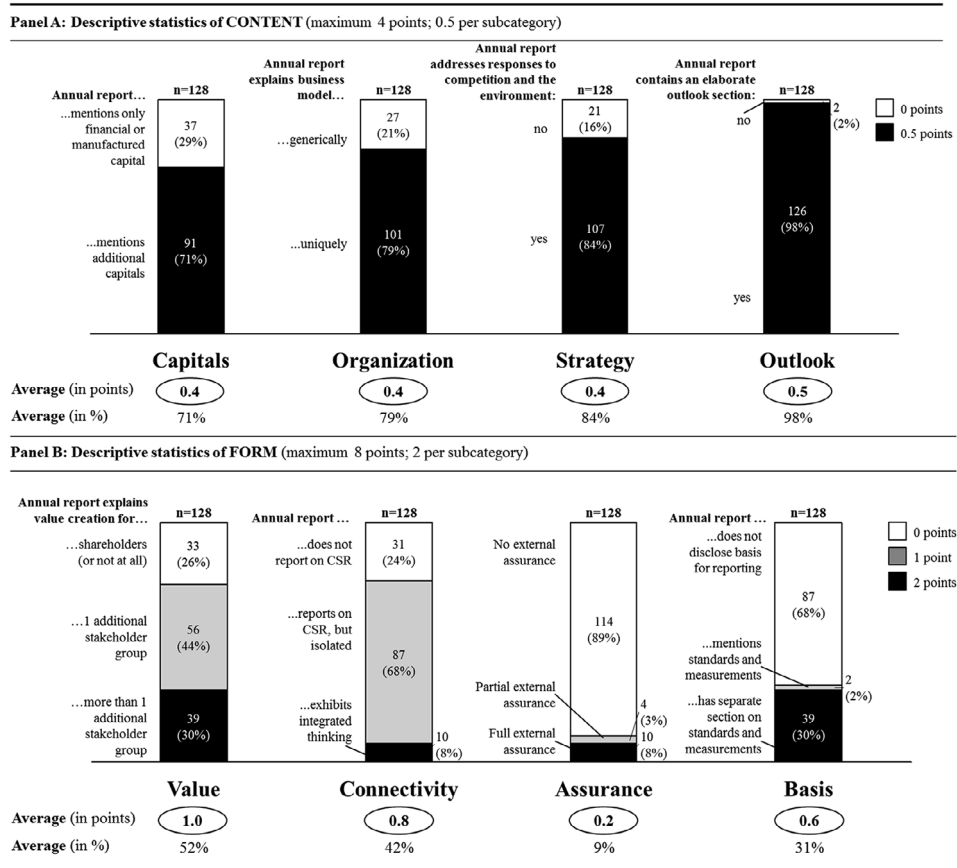 Panel A: Descriptive statistics of CONTENT (maximum 4 points; 0.5 per subcategory)
Annual report…
n=128
…mentions only
financial or
manufactured
capital
37
(29%)
...mentions
additional
capitals
91
(71%)
Annual report
explains business
model…
n=128
…generically
27
(21%)
...uniquely
101
(79%)
Annual report
addresses responses to
competition and the
environment:
n=128
no
21
(16%)
yes
107
(84%)
Annual report
contains an elaborate
outlook section:
n=128
no
2
(2%)
yes
126
(98%)
0 points
0.5 points
Capitals
Organization
Strategy
Outlook
Average (in points)
0.4
0.4
0.4
0.5
Average (in %)
71%
79%
84%
98%
Panel B: Descriptive statistics of FORM (maximum 8 points; 2 per subcategory)
Annual report explains
value creation for…
n=128
…shareholders
(or not at all)
33
(26%)
…1 additional
stakeholder
group
56
(44%)
…more than 1
additional
stakeholder
group
39
(30%)
Annual report …
n=128
...does not
report on CSR
31
(24%)
...reports on
CSR, but
isolated
87
(68%)
...exhibits
integrated
thinking
10
(8%)
n=128
No external
assurance
114
(89%)
Partial external
assurance
4
(3%)
Full external
assurance
10
(8%)
Annual report …
n=128
...does not
disclose basis
for reporting
87
(68%)
...mentions
standards and
measurements
2
(2%)
...has separate
section on
standards and
measurements
39
(30%)
0 points
1 point
2 points
Value
Connectivity
Assurance
Basis
Average (in points)
1.0
0.8
0.2
0.6
Average (in %)
52%
42%
9%
31%